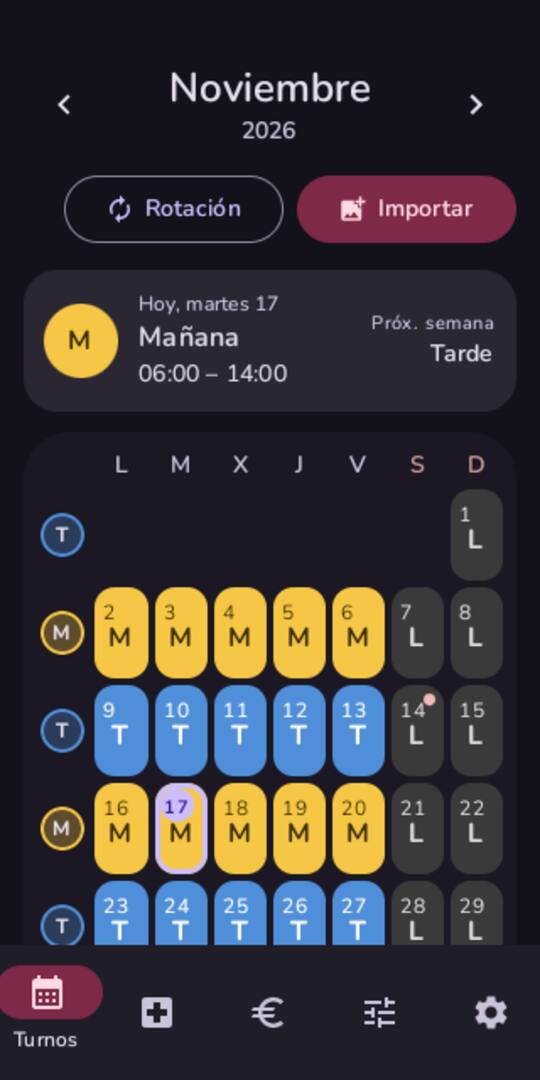 Noviembre
2026
Rotación Importar
Hoy, martes 17
Mañana
06:00 – 14:00
M
Próx. semana
Tarde
L M X J V S D
T 1 L
M 2 M 3 M 4 M 5 M 6 M 7 L 8 L
T 9 T 10 T 11 T 12 T 13 T 14 L 15 L
M 16 M 17 M 18 M 19 M 20 M 21 L 22 L
T 23 T 24 T 25 T 26 T 27 T 28 L 29 L
Turnos